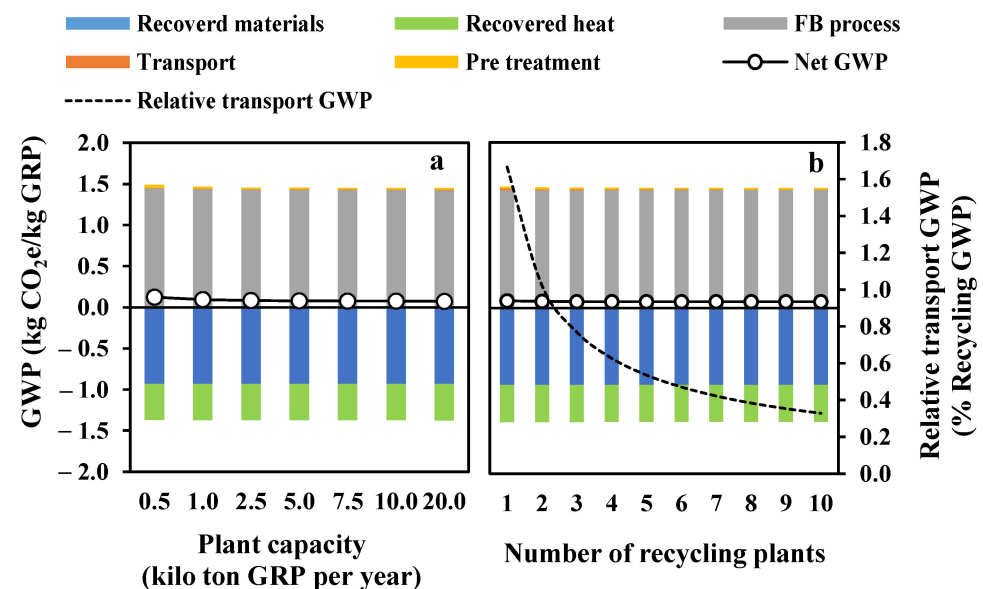 Recoverd materials
Recovered heat
FB process
Transport
Pre treatment
Net GWP
Relative transport GWP
GWP (kg CO₂e/kg GRP)
2.0
1.5
1.0
0.5
0.0
– 0.5
– 1.0
– 1.5
– 2.0
a
0.5 1.0 2.5 5.0 7.5 10.0 20.0
Plant capacity
(kilo ton GRP per year)
b
1 2 3 4 5 6 7 8 9 10
Number of recycling plants
1.8
1.6
1.4
1.2
1.0
0.8
0.6
0.4
0.2
0.0
Relative transport GWP
(% Recycling GWP)